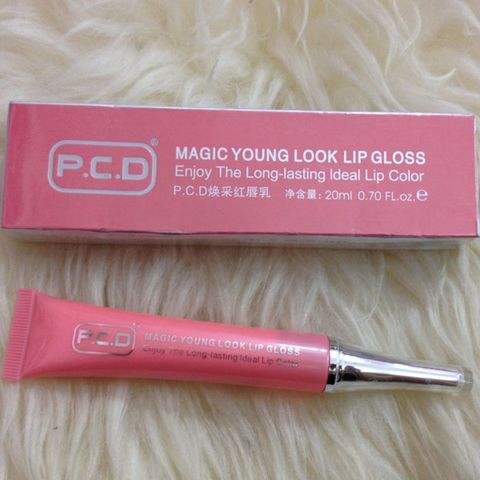 P.C.D®
MAGIC YOUNG LOOK LIP GLOSS
Enjoy The Long-lasting Ideal Lip Color
P.C.D焕采红唇乳 净含量: 20ml 0.70 FL.oz.℮
P.C.D
MAGIC YOUNG LOOK LIP GLOSS
Enjoy The Long-lasting Ideal Lip Color